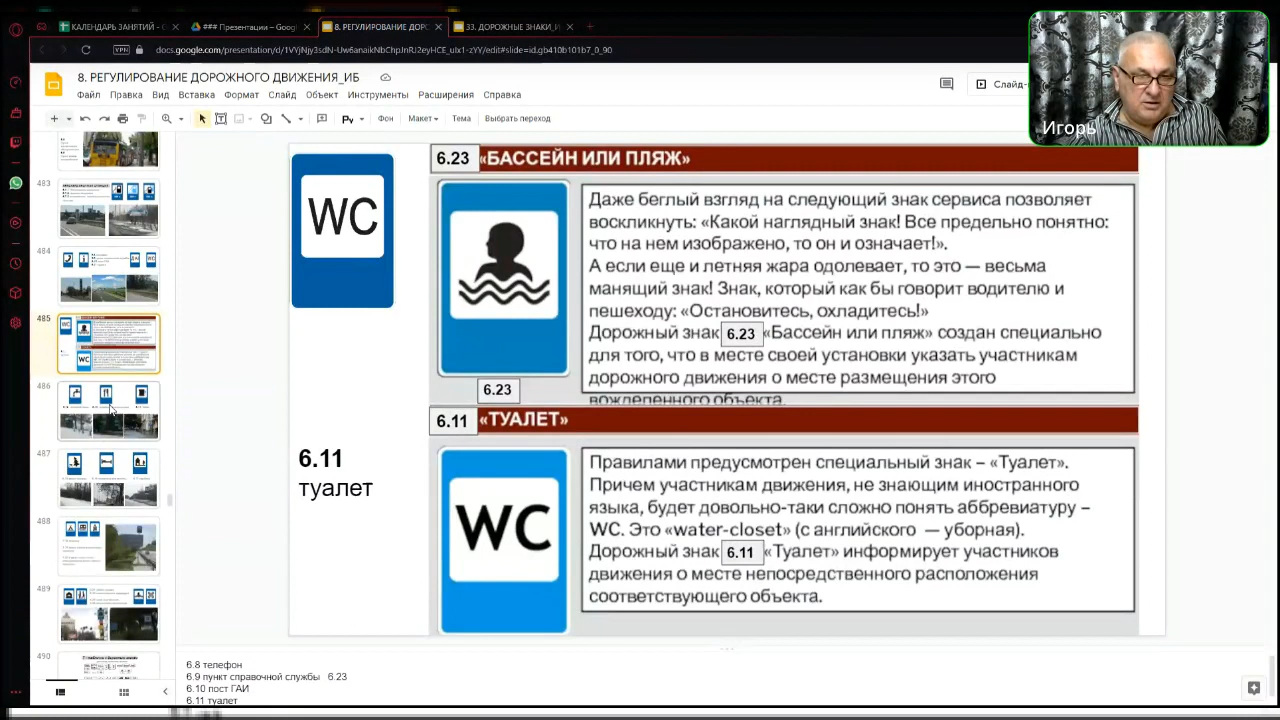 КАЛЕНДАРЬ ЗАНЯТИЙ –
### Презентации – Google
8. РЕГУЛИРОВАНИЕ ДОРО
33. ДОРОЖНЫЕ ЗНАКИ_И
VPN
docs.google.com/presentation/d/1VYjNjy3sdN-Uw6anaikNbChpJnRJ2eyHCE_ulx1-zYY/edit#slide=id.gb410b101b7_0_90
8. РЕГУЛИРОВАНИЕ ДОРОЖНОГО ДВИЖЕНИЯ_ИБ
Файл Правка Вид Вставка Формат Слайд Объект Инструменты Расширения Справка
Слайд-
Фон Макет Тема Выбрать переход
Игорь
483
484
485
486
487
488
489
490
WC
6.23 «БАССЕЙН ИЛИ ПЛЯЖ»
Даже беглый взгляд на следующий знак сервиса позволяет
воскликнуть: «Какой наглядный знак! Все предельно понятно:
что на нем изображено, то он и означает!».
А если еще и летняя жара одолевает, то это — весьма
манящий знак! Знак, который как бы говорит водителю и
пешеходу: «Остановитесь, охладитесь!»
Дорожный знак 6.23 «Бассейн или пляж» создан специально
для того, что в месте своей установки указать участникам
дорожного движения о месте размещения этого
вожделенного объекта.
6.23
6.11 «ТУАЛЕТ»
6.11
туалет
WC
Правилами предусмотрен специальный знак – «Туалет».
Причем участникам движения, не знающим иностранного
языка, будет довольно-таки сложно понять аббревиатуру –
WC. Это «water-closet» (с английского — уборная).
Дорожный знак 6.11 «Туалет» информирует участников
движения о месте непосредственного расположения
соответствующего объекта.
6.8 телефон
6.9 пункт справочной службы 6.23
6.10 пост ГАИ
6.11 туалет